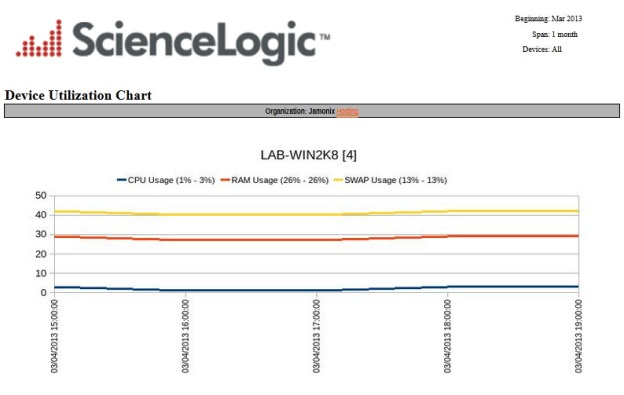 Beginning: Mar 2013
Span: 1 month
Devices: All
ScienceLogic™
Device Utilization Chart
Organization: Jamonix Hosting
LAB-WIN2K8 [4]
CPU Usage (1% - 3%) RAM Usage (26% - 26%) SWAP Usage (13% - 13%)
50
40
30
20
10
0
03/04/2013 15:00:00
03/04/2013 16:00:00
03/04/2013 17:00:00
03/04/2013 18:00:00
03/04/2013 19:00:00